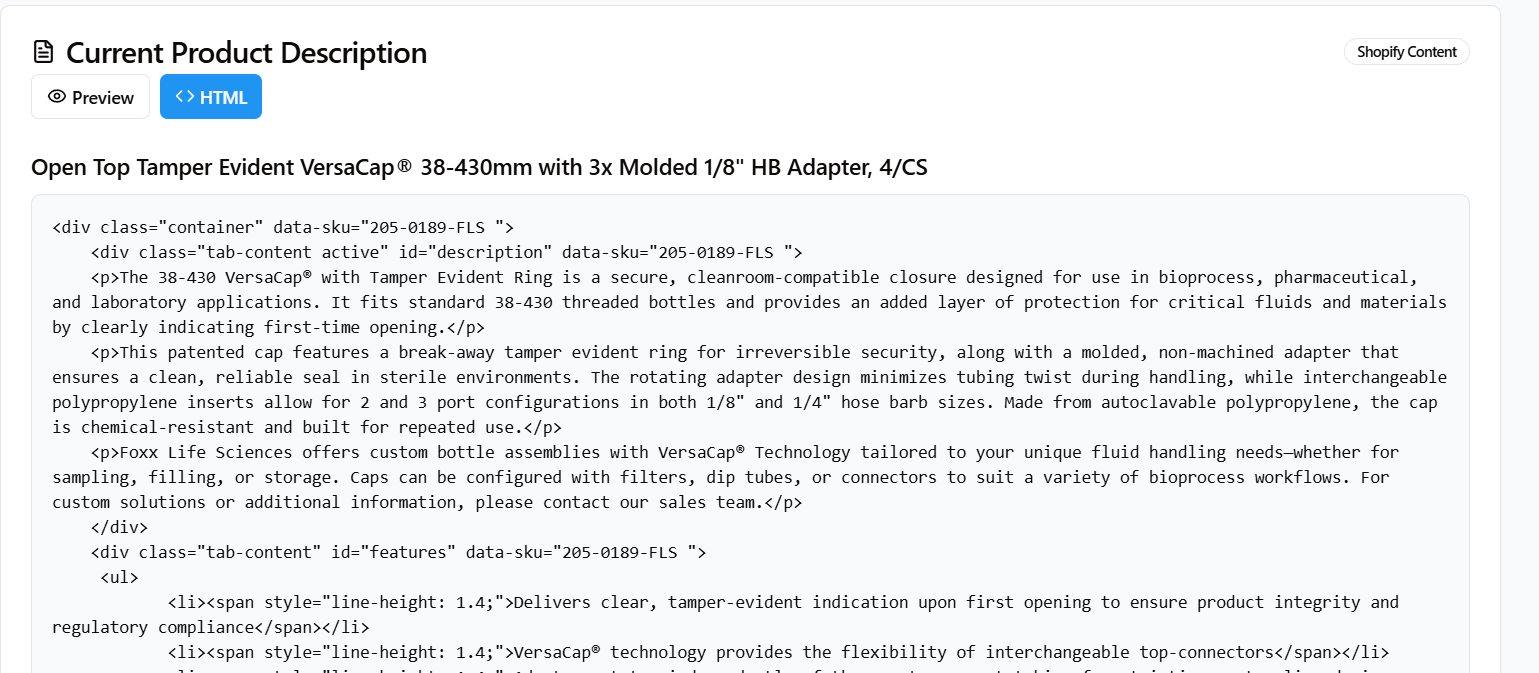 Current Product Description
Shopify Content
Preview
<> HTML
Open Top Tamper Evident VersaCap® 38-430mm with 3x Molded 1/8" HB Adapter, 4/CS
<div class="container" data-sku="205-0189-FLS ">
<div class="tab-content active" id="description" data-sku="205-0189-FLS ">
<p>The 38-430 VersaCap® with Tamper Evident Ring is a secure, cleanroom-compatible closure designed for use in bioprocess, pharmaceutical,
and laboratory applications. It fits standard 38-430 threaded bottles and provides an added layer of protection for critical fluids and materials
by clearly indicating first-time opening.</p>
<p>This patented cap features a break-away tamper evident ring for irreversible security, along with a molded, non-machined adapter that
ensures a clean, reliable seal in sterile environments. The rotating adapter design minimizes tubing twist during handling, while interchangeable
polypropylene inserts allow for 2 and 3 port configurations in both 1/8" and 1/4" hose barb sizes. Made from autoclavable polypropylene, the cap
is chemical-resistant and built for repeated use.</p>
<p>Foxx Life Sciences offers custom bottle assemblies with VersaCap® Technology tailored to your unique fluid handling needs—whether for
sampling, filling, or storage. Caps can be configured with filters, dip tubes, or connectors to suit a variety of bioprocess workflows. For
custom solutions or additional information, please contact our sales team.</p>
</div>
<div class="tab-content" id="features" data-sku="205-0189-FLS ">
<ul>
<li><span style="line-height: 1.4;">Delivers clear, tamper-evident indication upon first opening to ensure product integrity and
regulatory compliance</span></li>
<li><span style="line-height: 1.4;">VersaCap® technology provides the flexibility of interchangeable top-connectors</span></li>